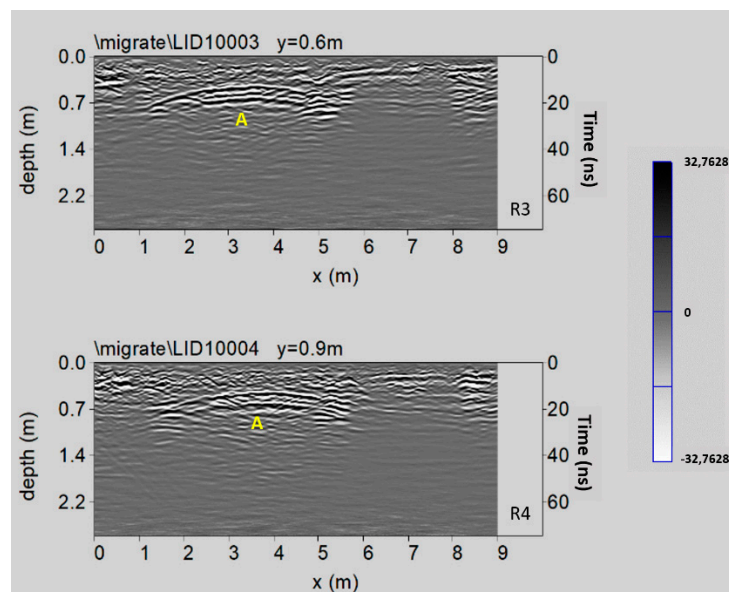 \migrate\LID10003 y=0.6m
0.0
0.7
1.4
2.2
depth (m)
0
20
40
60
Time (ns)
A
R3
0 1 2 3 4 5 6 7 8 9
x (m)
\migrate\LID10004 y=0.9m
0.0
0.7
1.4
2.2
depth (m)
0
20
40
60
Time (ns)
A
R4
0 1 2 3 4 5 6 7 8 9
x (m)
32,7628
0
-32,7628